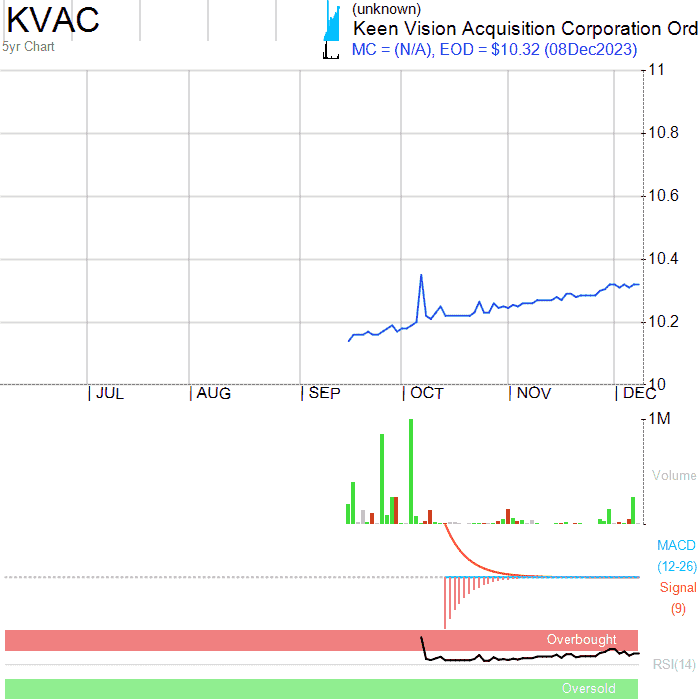 KVAC
5yr Chart
(unknown)
Keen Vision Acquisition Corporation Ord
MC = (N/A), EOD = $10.32 (08Dec2023)
11
10.8
10.6
10.4
10.2
10
JUL AUG SEP OCT NOV DEC
1M
Volume
MACD
(12-26)
Signal
(9)
Overbought
RSI(14)
Oversold